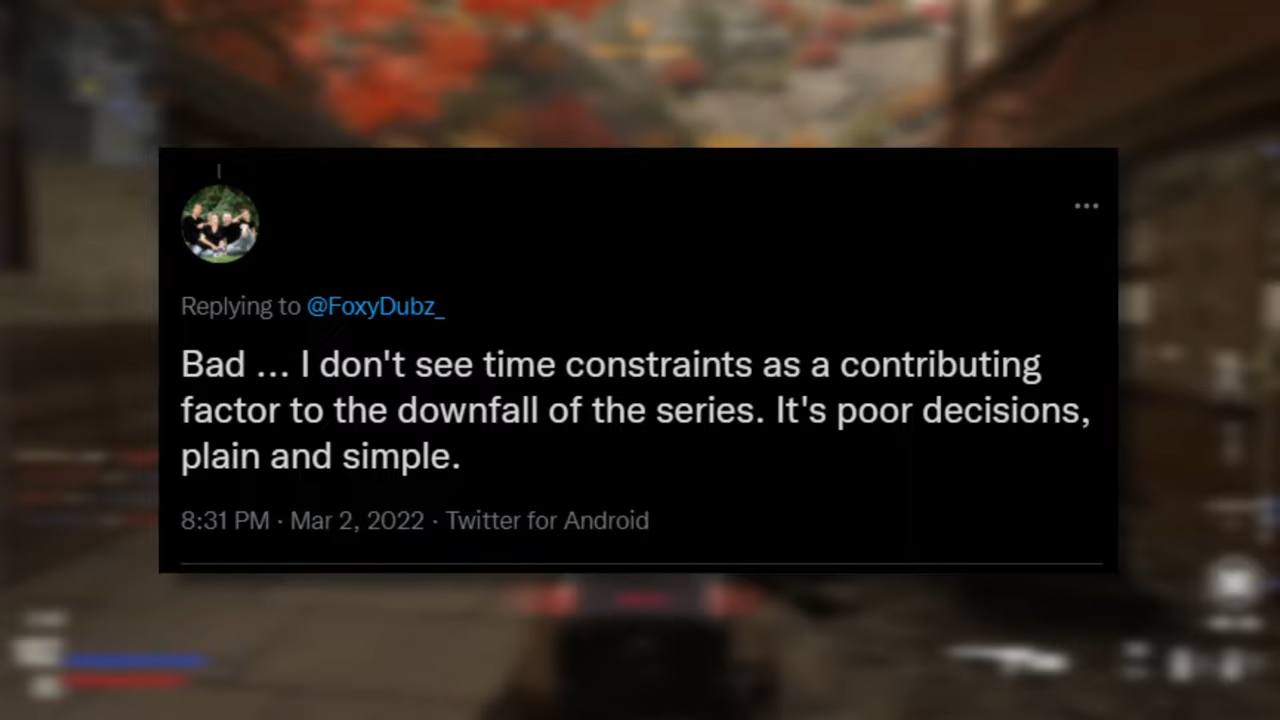 Replying to @FoxyDubz_
Bad ... I don't see time constraints as a contributing
factor to the downfall of the series. It's poor decisions,
plain and simple.
8:31 PM · Mar 2, 2022 · Twitter for Android